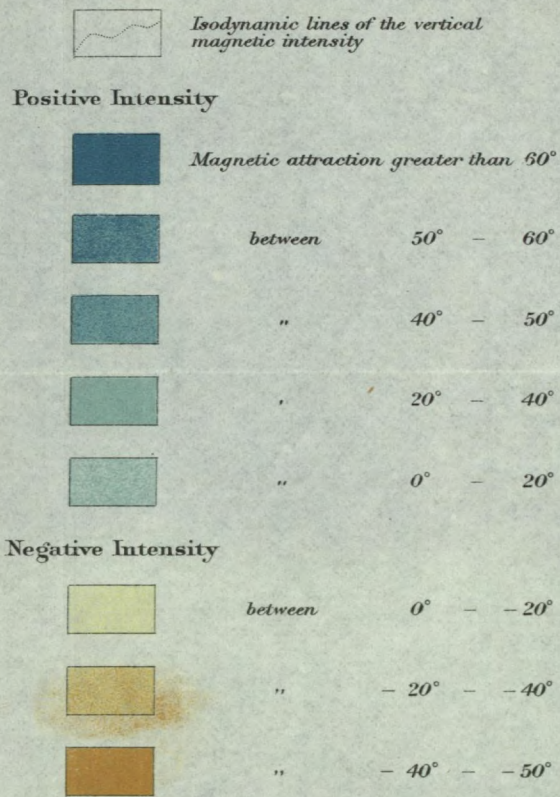 Isodynamic lines of the vertical
magnetic intensity
Positive Intensity
Magnetic attraction greater than 60°
between 50° – 60°
„ 40° – 50°
„ 20° – 40°
„ 0° – 20°
Negative Intensity
between 0° – – 20°
„ – 20° – – 40°
„ – 40° – – 50°